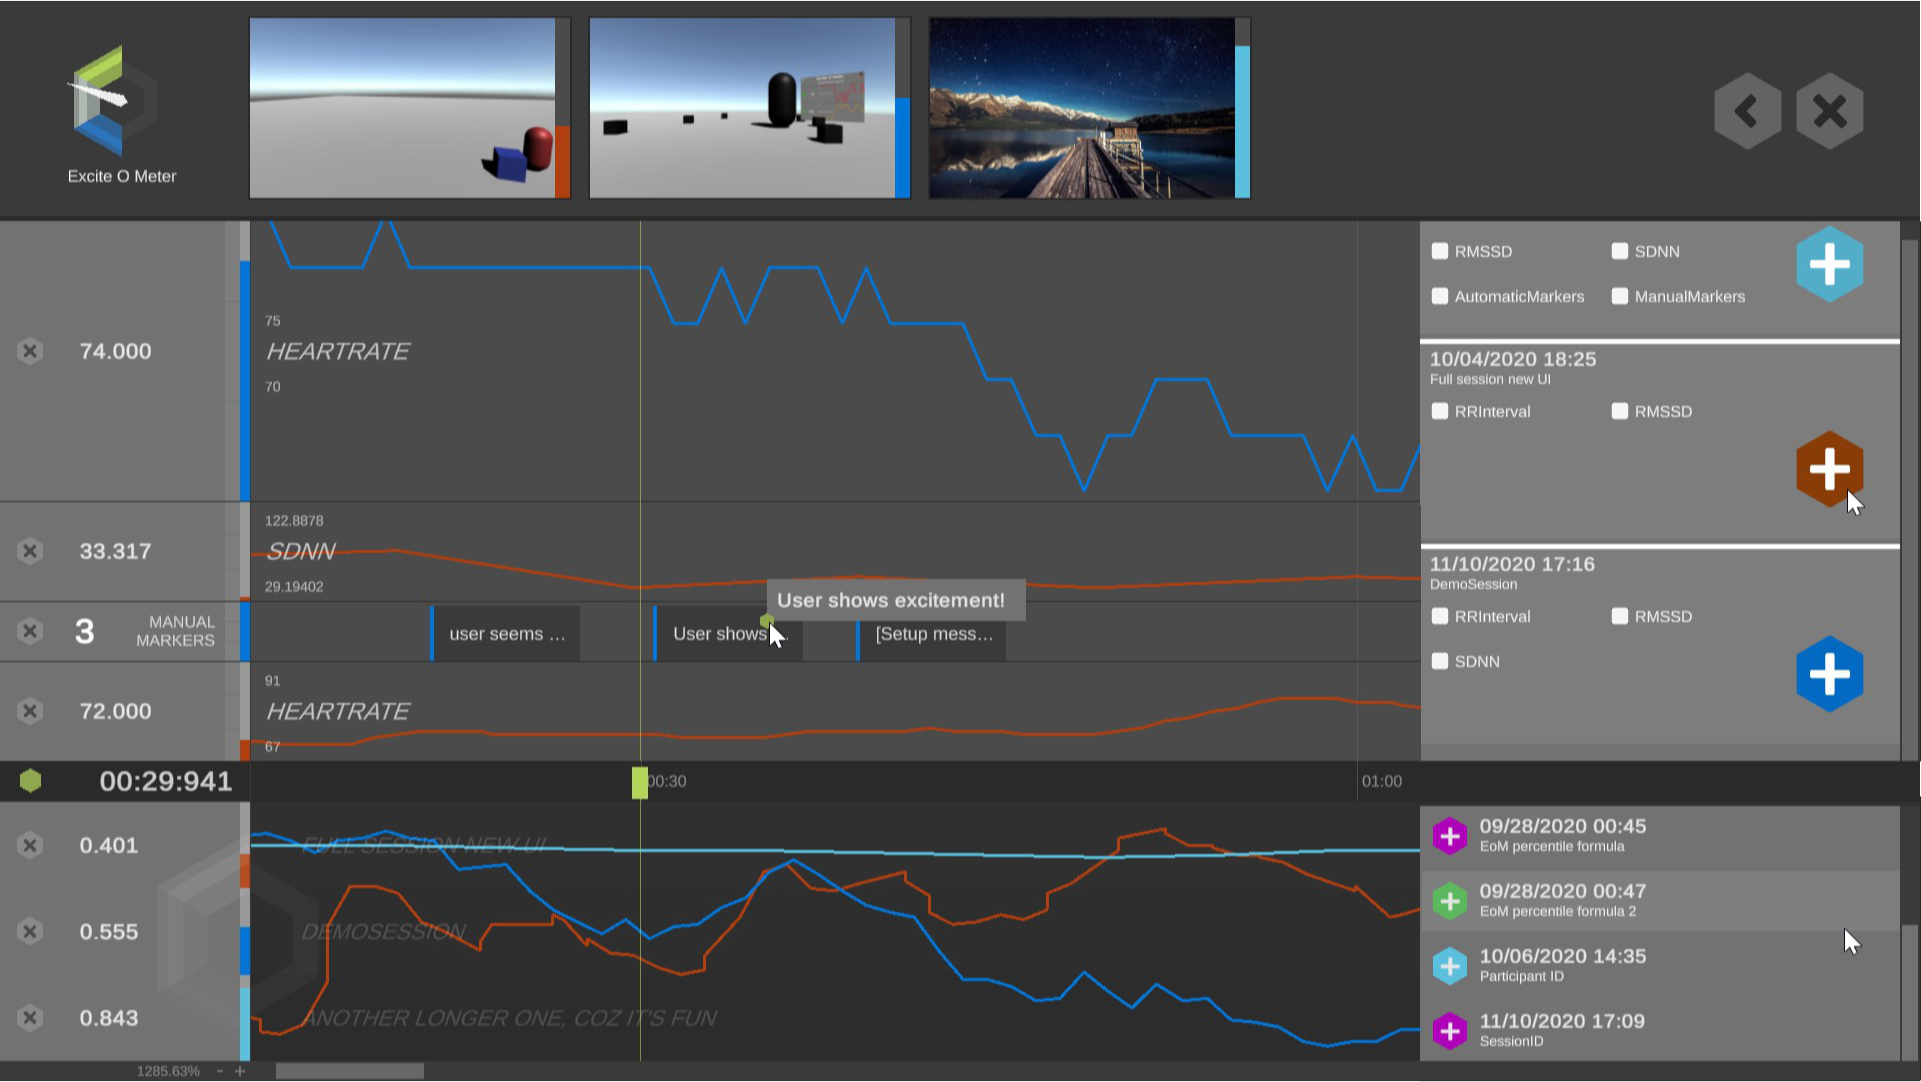 Excite O Meter
74.000
75
HEARTRATE
70
RMSSD
SDNN
AutomaticMarkers
ManualMarkers
10/04/2020 18:25
Full session new UI
RRInterval
RMSSD
33.317
122.8878
SDNN
29.19402
11/10/2020 17:16
DemoSession
RRInterval
RMSSD
SDNN
User shows excitement!
3
MANUAL
MARKERS
user seems ...
User shows
[Setup mess...
72.000
91
HEARTRATE
67
00:29:941
00:30
01:00
0.401
FULL SESSION NEW UI
0.555
DEMOSESSION
0.843
ANOTHER LONGER ONE, COZ IT'S FUN
09/28/2020 00:45
EoM percentile formula
09/28/2020 00:47
EoM percentile formula 2
10/06/2020 14:35
Participant ID
11/10/2020 17:09
SessionID
1285.63% - +